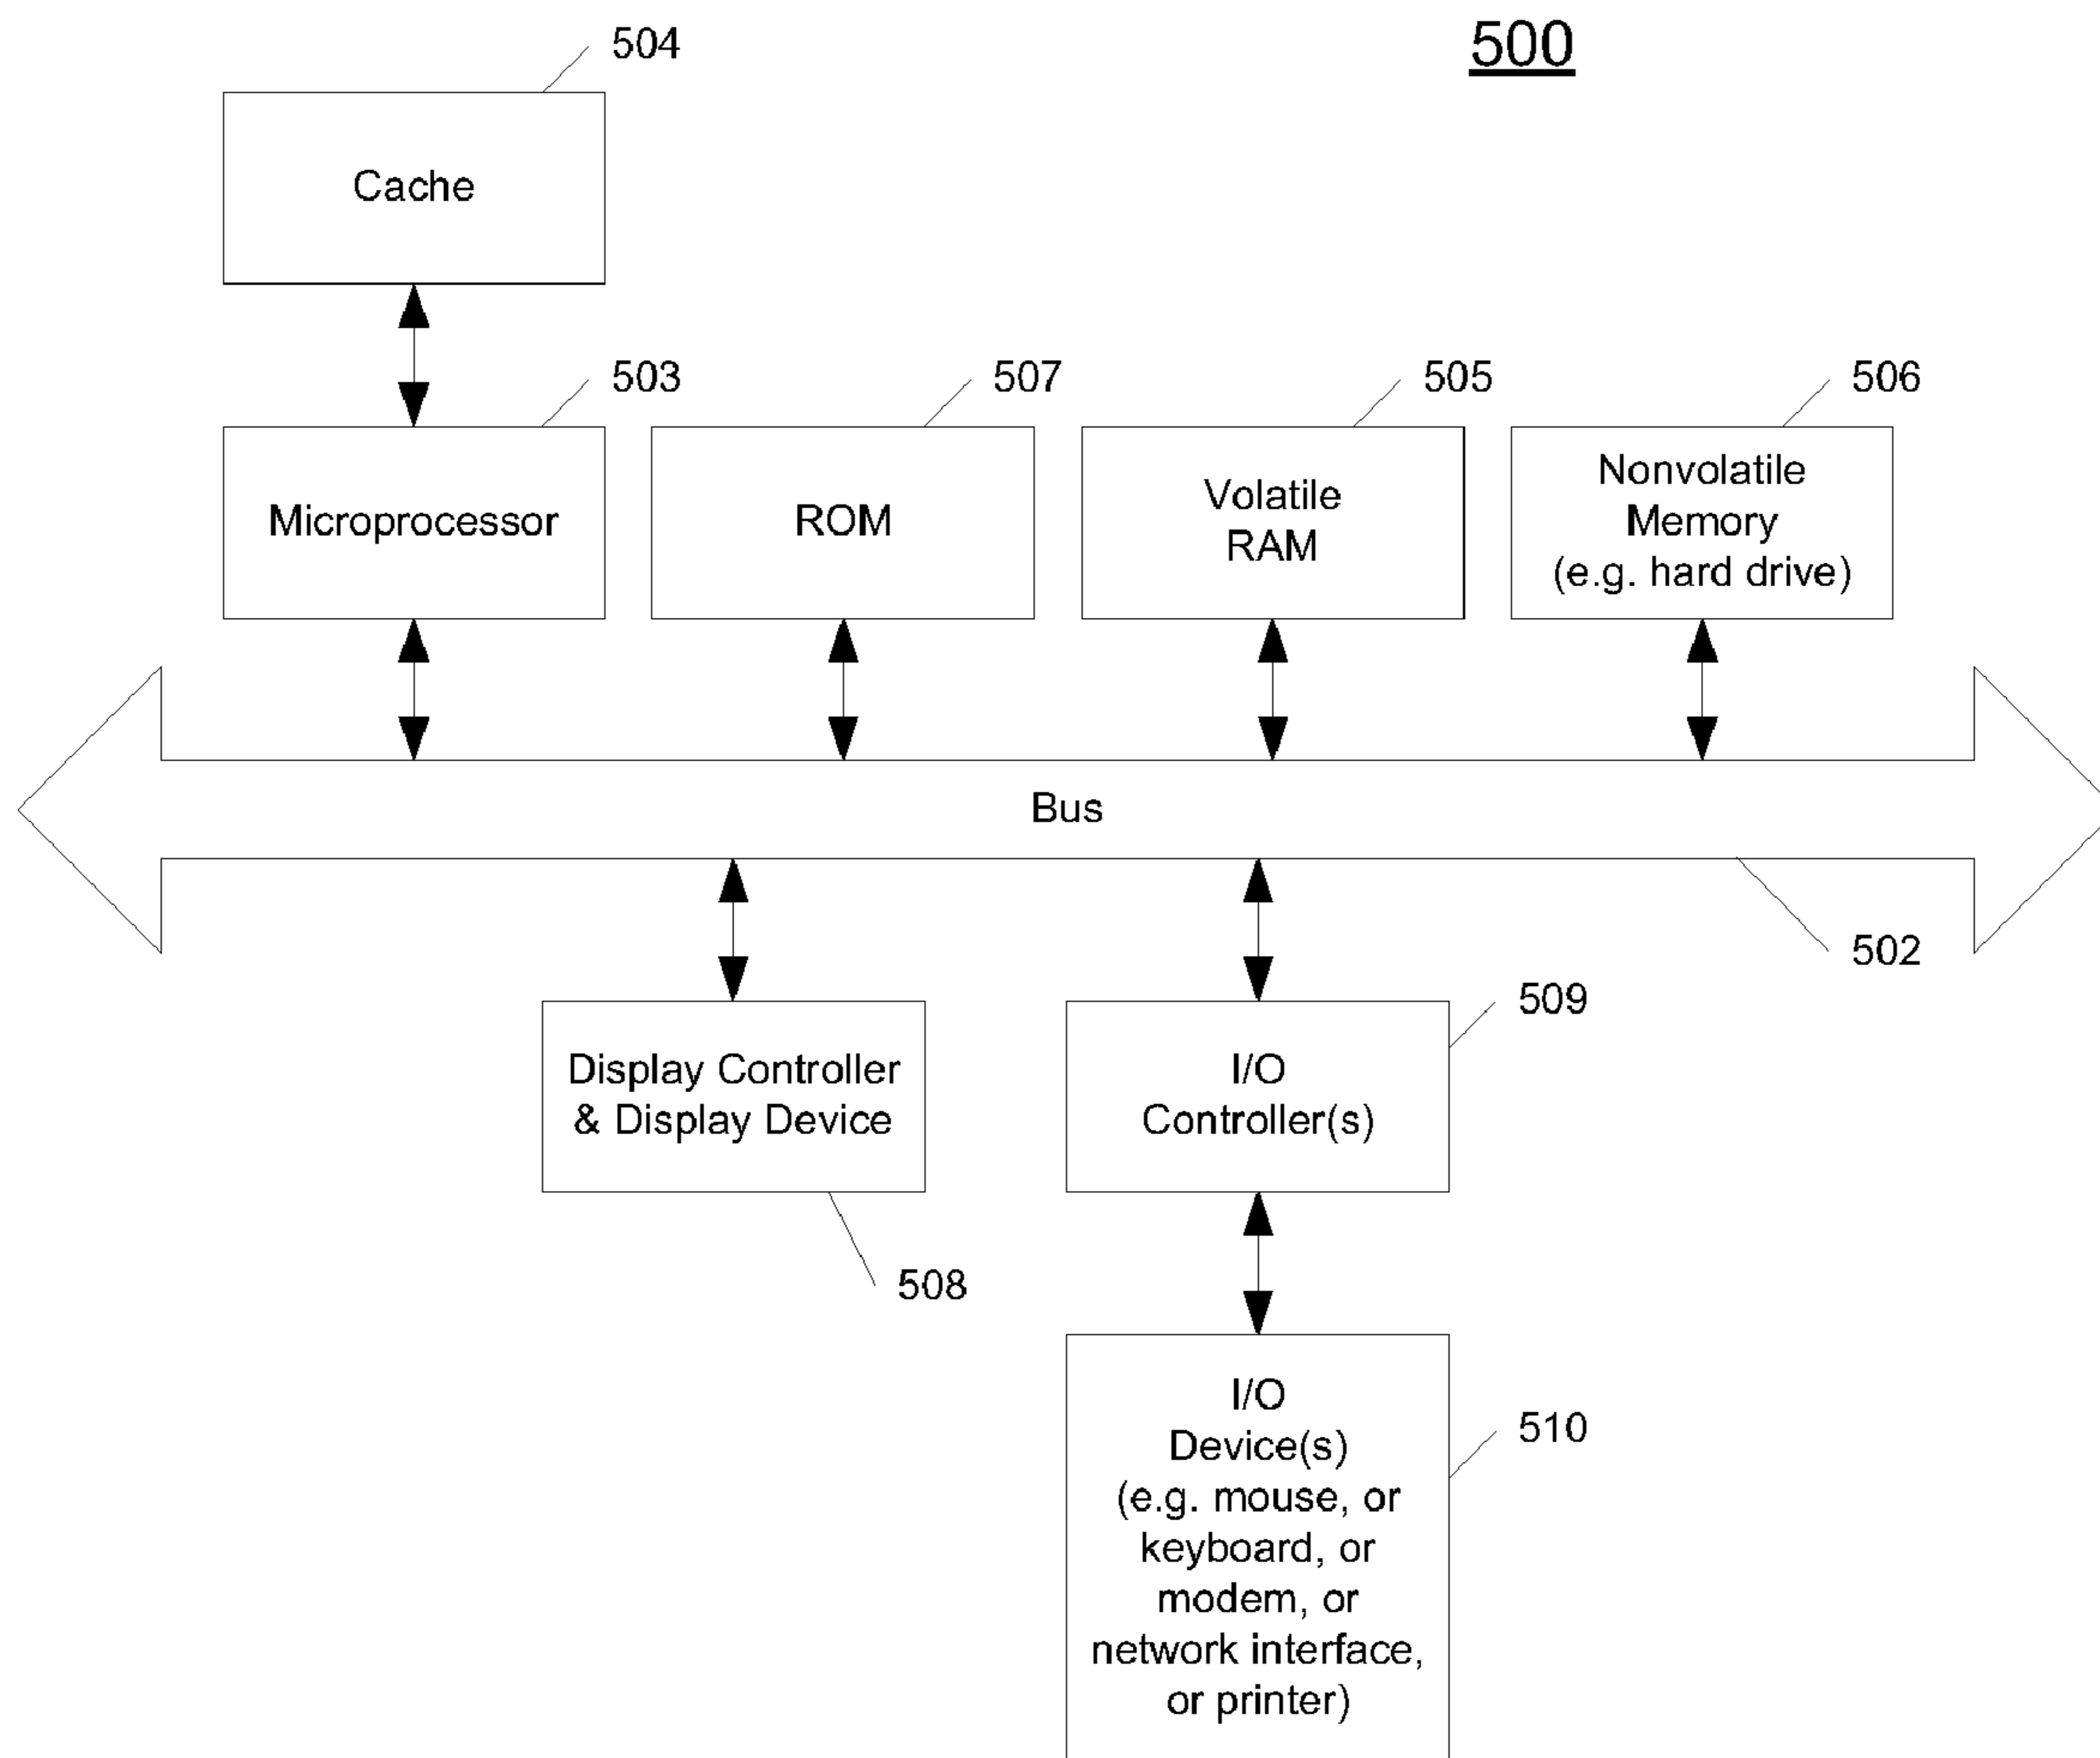 500
504
Cache
503
507
505
506
Microprocessor
ROM
Volatile
RAM
Nonvolatile
Memory
(e.g. hard drive)
Bus
502
509
Display Controller
& Display Device
I/O
Controller(s)
508
I/O
Device(s)
(e.g. mouse, or
keyboard, or
modem, or
network interface,
or printer)
510